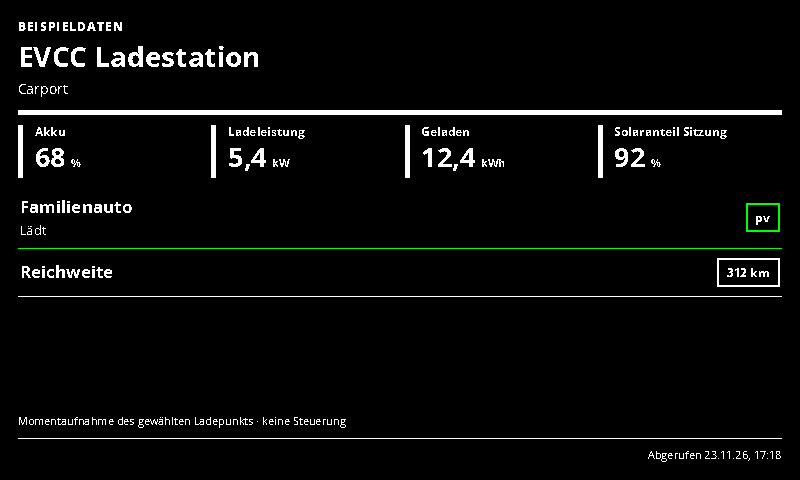 BEISPIELDATEN
EVCC Ladestation
Carport
Akku
68 %
Ladeleistung
5,4 kW
Geladen
12,4 kWh
Solaranteil Sitzung
92 %
Familienauto
Lädt
pv
Reichweite
312 km
Momentaufnahme des gewählten Ladepunkts · keine Steuerung
Abgerufen 23.11.26, 17:18